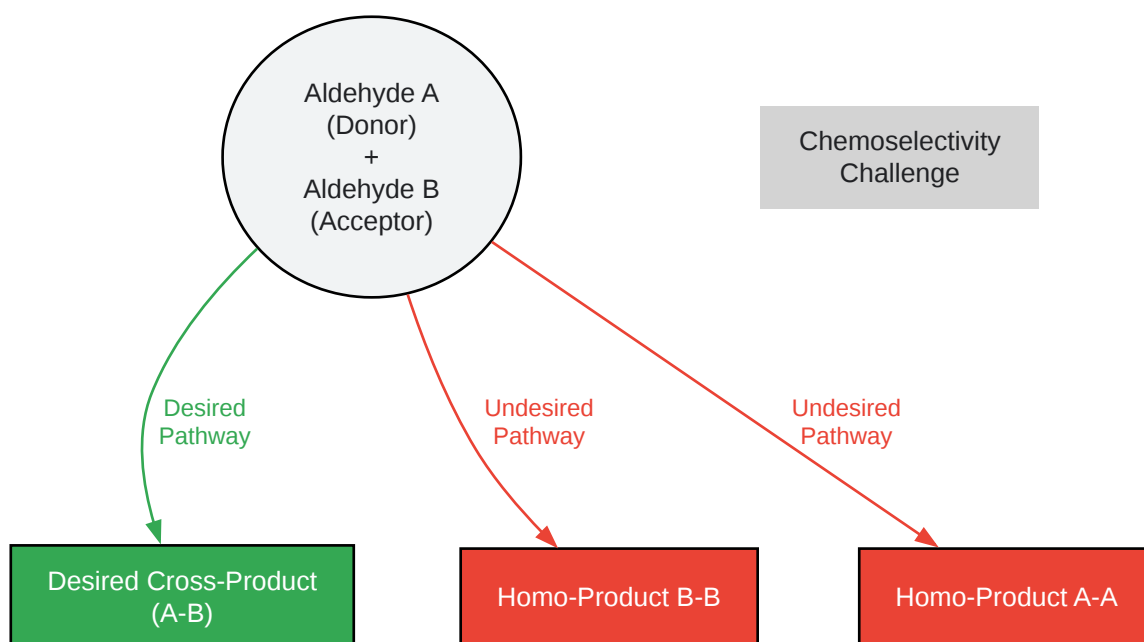 Aldehyde A
(Donor)
+
Aldehyde B
(Acceptor)
Chemoselectivity
Challenge
Desired
Pathway
Undesired
Pathway
Undesired
Pathway
Desired Cross-Product
(A-B)
Homo-Product B-B
Homo-Product A-A